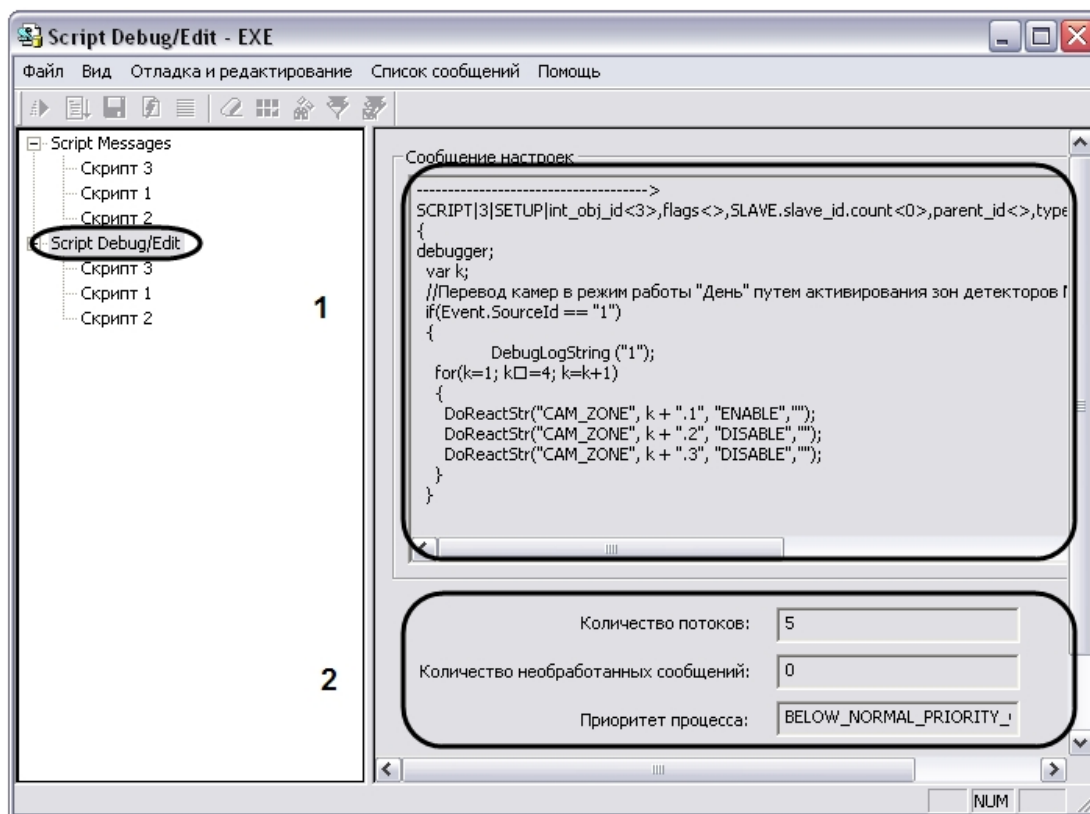 Script Debug/Edit - EXE
Файл Вид Отладка и редактирование Список сообщений Помощь
Script Messages
Скрипт 3
Скрипт 1
Скрипт 2
Script Debug/Edit
Скрипт 3
Скрипт 1
Скрипт 2
1
2
Сообщение настроек
------------------------------------->
SCRIPT|3|SETUP|int_obj_id<3>,flags<>,SLAVE.slave_id.count<0>,parent_id<>,type
{
debugger;
var k;
//Перевод камер в режим работы "День" путем активирования зон детекторов
if(Event.SourceId == "1")
{
DebugLogString ("1");
for(k=1; k□=4; k=k+1)
{
DoReactStr("CAM_ZONE", k + ".1", "ENABLE","");
DoReactStr("CAM_ZONE", k + ".2", "DISABLE","");
DoReactStr("CAM_ZONE", k + ".3", "DISABLE","");
}
}
Количество потоков: 5
Количество необработанных сообщений: 0
Приоритет процесса: BELOW_NORMAL_PRIORITY_
NUM